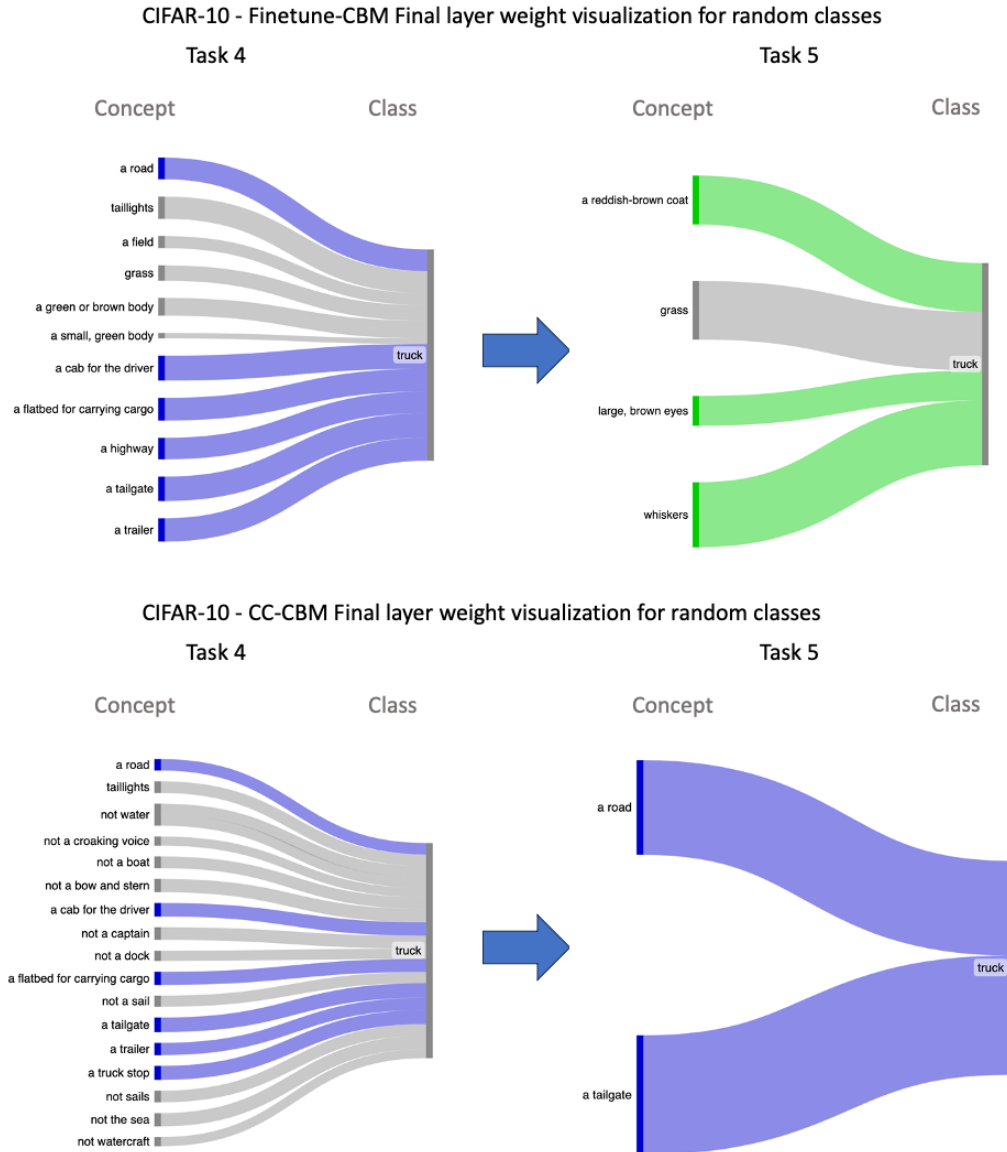 CIFAR-10 - Finetune-CBM Final layer weight visualization for random classes
Task 4
Concept
Class
a road
taillights
a field
grass
a green or brown body
a small, green body
a cab for the driver
a flatbed for carrying cargo
a highway
a tailgate
a trailer
truck
Task 5
Concept
Class
a reddish-brown coat
grass
large, brown eyes
whiskers
truck
CIFAR-10 - CC-CBM Final layer weight visualization for random classes
Task 4
Concept
Class
a road
taillights
not water
not a croaking voice
not a boat
not a bow and stern
a cab for the driver
not a captain
not a dock
a flatbed for carrying cargo
not a sail
a tailgate
a trailer
a truck stop
not sails
not the sea
not watercraft
truck
Task 5
Concept
Class
a road
a tailgate
truck